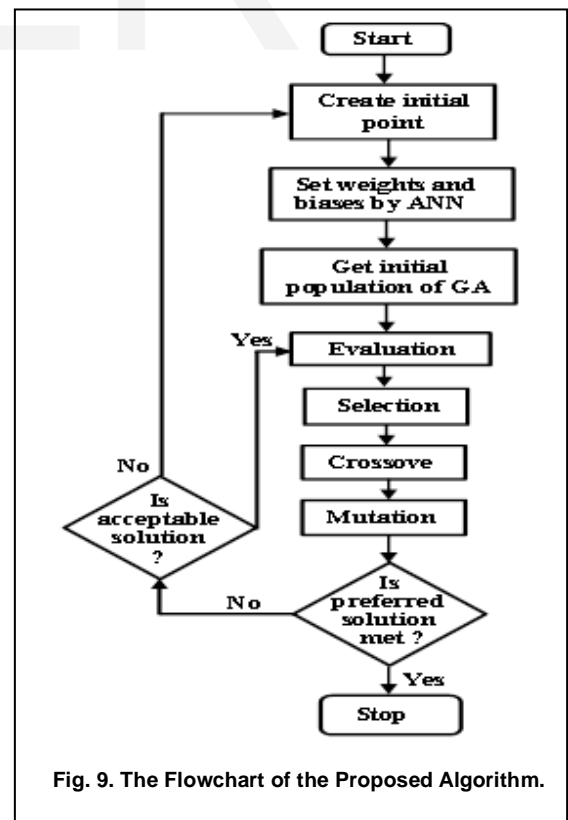 Start
Create initial
point
Set weights and
biases by ANN
Get initial
population of GA
Yes
Evaluation
Selection
No
Crossove
Is
acceptable
solution
?
Mutation
Is
preferred
solution
met ?
No
Yes
Stop
Fig. 9. The Flowchart of the Proposed Algorithm.